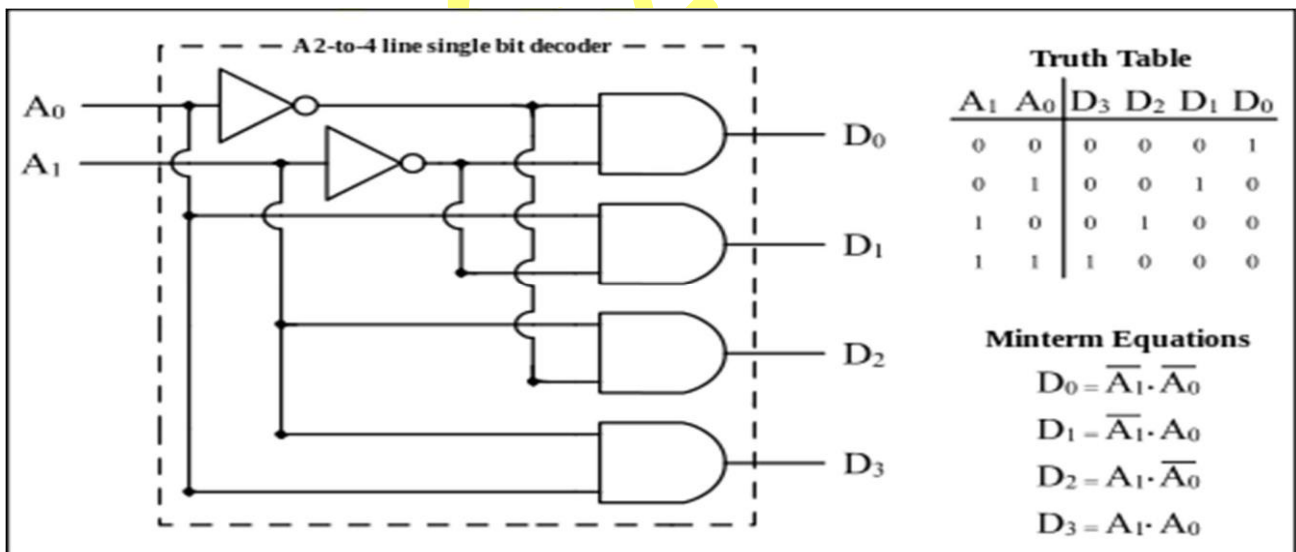 A 2-to-4 line single bit decoder
A₀
A₁
D₀
D₁
D₂
D₃
Truth Table
A₁ A₀ D₃ D₂ D₁ D₀
0 0 0 0 0 1
0 1 0 0 1 0
1 0 0 1 0 0
1 1 1 0 0 0
Minterm Equations
D₀ = A̅₁· A̅₀
D₁ = A̅₁· A₀
D₂ = A₁· A̅₀
D₃ = A₁· A₀